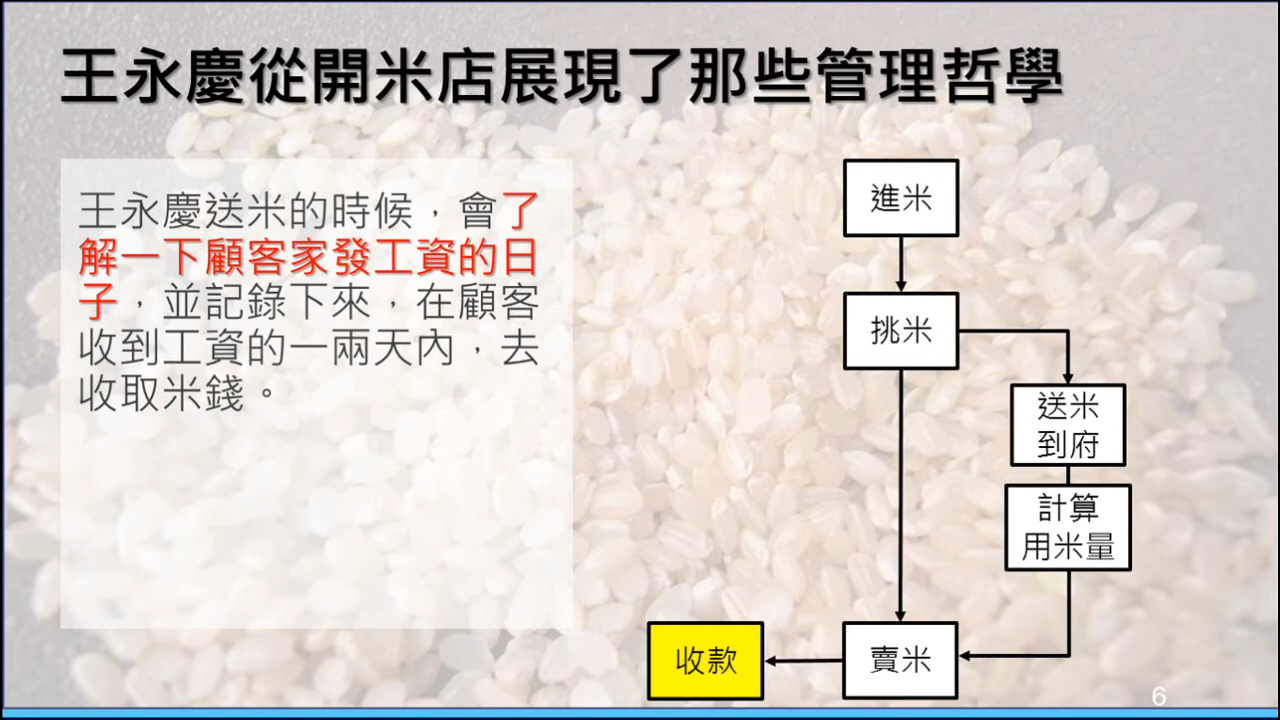 王永慶從開米店展現了那些管理哲學
王永慶送米的時候，會了
解一下顧客家發工資的日
子，並記錄下來，在顧客
收到工資的一兩天內，去
收取米錢。
進米
挑米
送米
到府
計算
用米量
收款
賣米
6